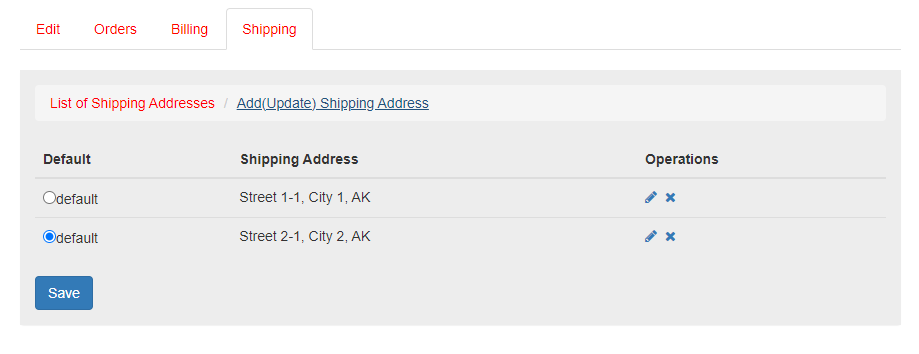 Edit Orders Billing Shipping
List of Shipping Addresses / Add(Update) Shipping Address
Default Shipping Address Operations
default Street 1-1, City 1, AK
default Street 2-1, City 2, AK
Save